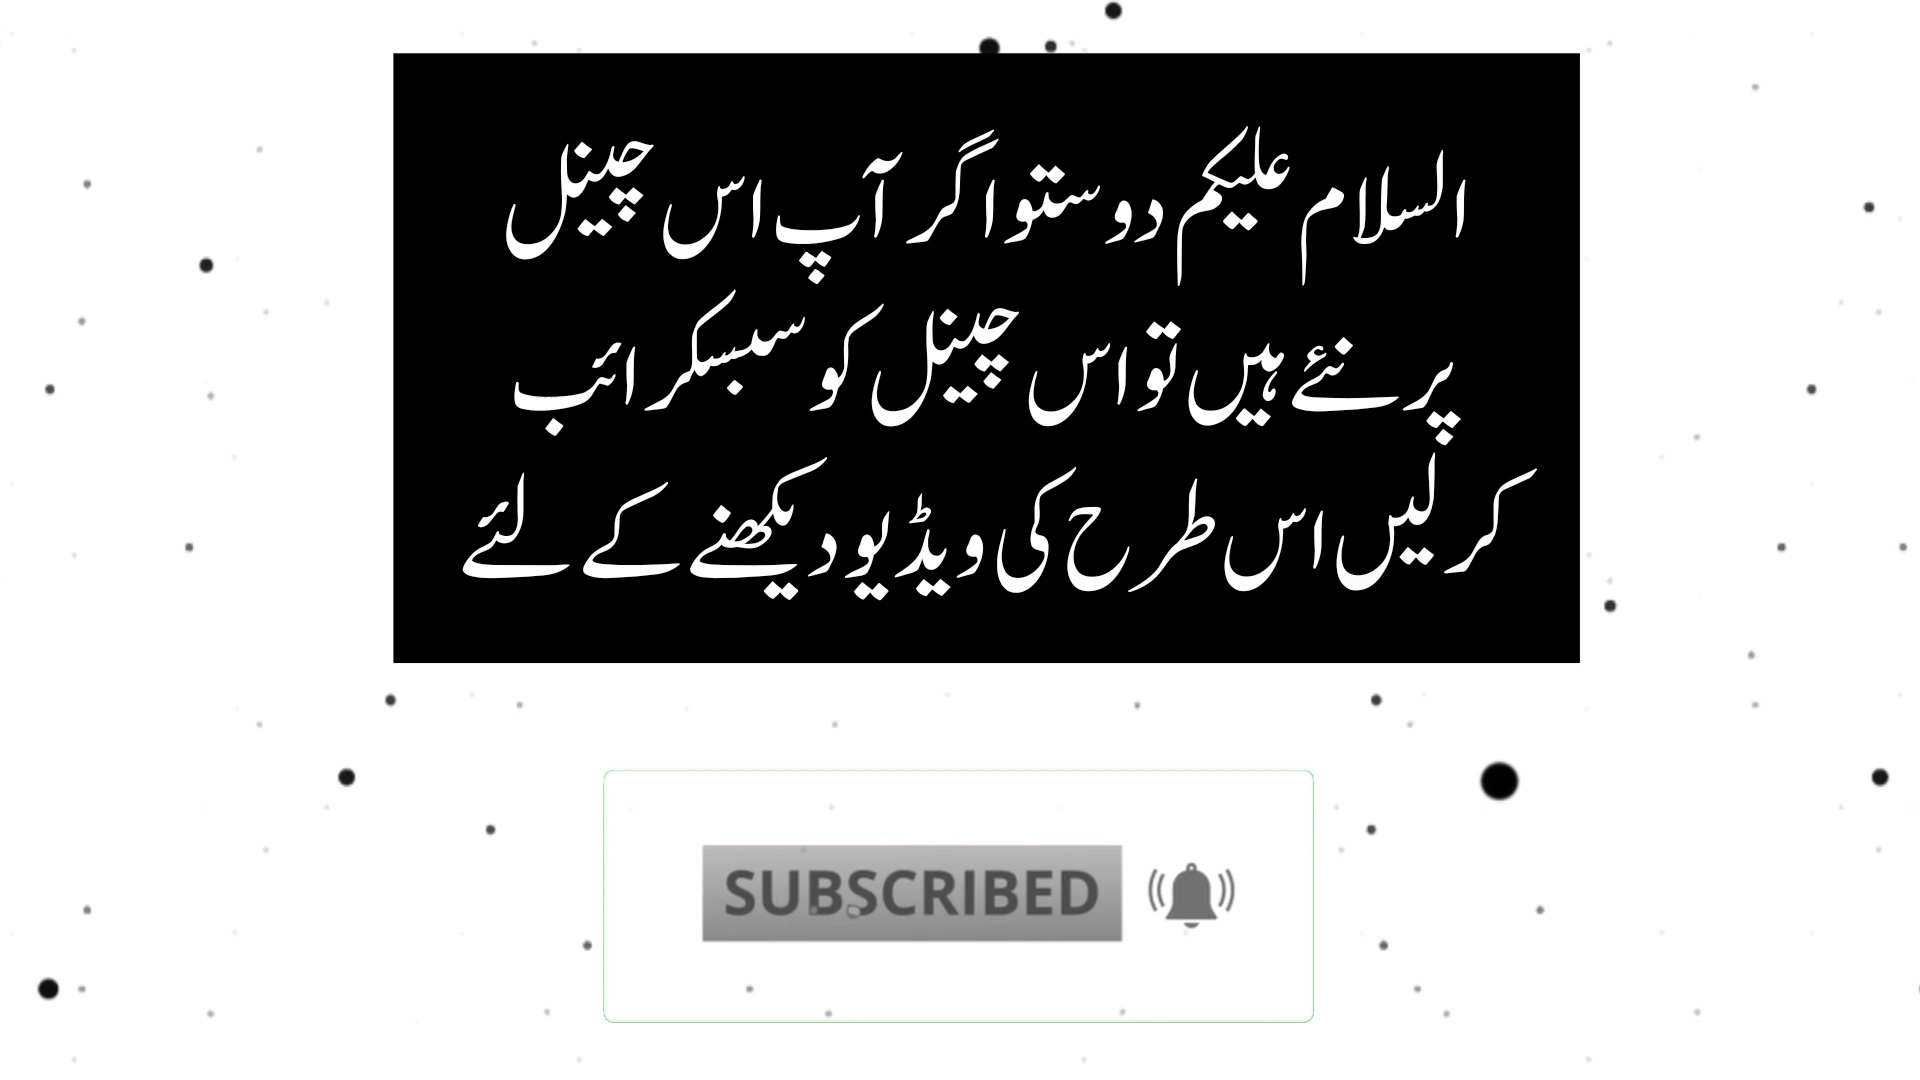 السلام علیکم دوستو اگر آپ اس چینل
پر نئے ہیں تو اس چینل کو سبسکرائب
کر لیں اس طرح کی ویڈیو دیکھنے کے لئے
SUBSCRIBED